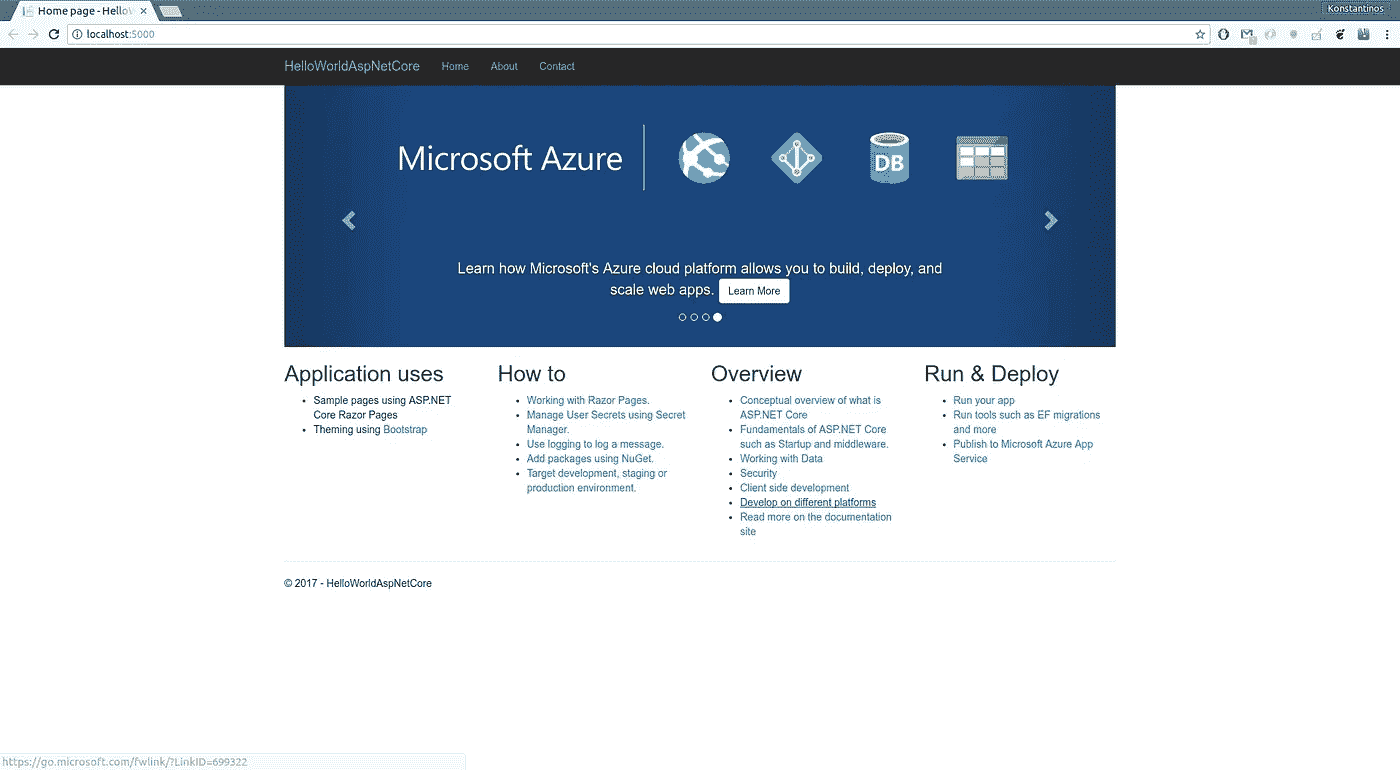 Home page - Hello
Konstantinos
localhost:5000
HelloWorldAspNetCore Home About Contact
Microsoft Azure
DB
Learn how Microsoft's Azure cloud platform allows you to build, deploy, and
scale web apps. Learn More
Application uses
Sample pages using ASP.NET
Core Razor Pages
Theming using Bootstrap
How to
Working with Razor Pages.
Manage User Secrets using Secret
Manager.
Use logging to log a message.
Add packages using NuGet.
Target development, staging or
production environment.
Overview
Conceptual overview of what is
ASP.NET Core
Fundamentals of ASP.NET Core
such as Startup and middleware.
Working with Data
Security
Client side development
Develop on different platforms
Read more on the documentation
site
Run & Deploy
Run your app
Run tools such as EF migrations
and more
Publish to Microsoft Azure App
Service
© 2017 - HelloWorldAspNetCore
https://go.microsoft.com/fwlink/?LinkID=699322